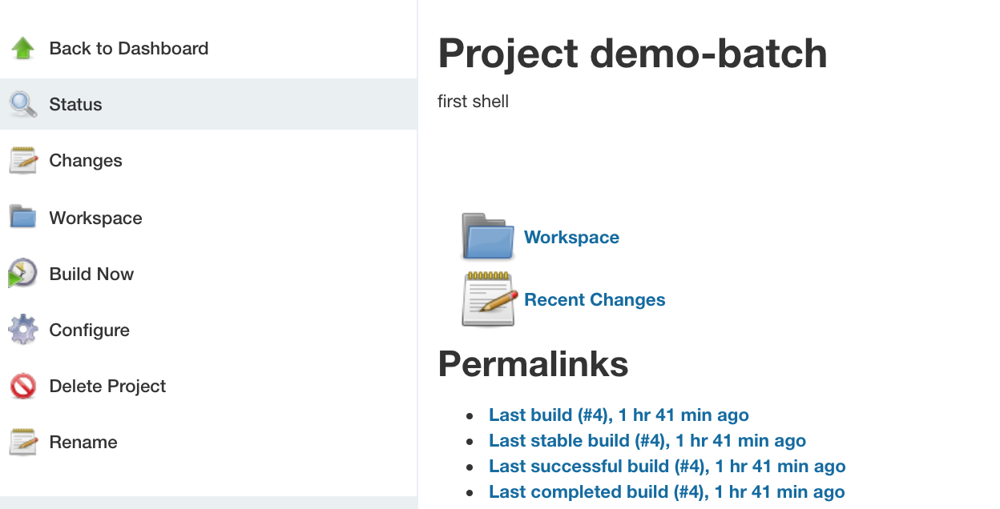 Back to Dashboard
Status
Changes
Workspace
Build Now
Configure
Delete Project
Rename
Project demo-batch
first shell
Workspace
Recent Changes
Permalinks
Last build (#4), 1 hr 41 min ago
Last stable build (#4), 1 hr 41 min ago
Last successful build (#4), 1 hr 41 min ago
Last completed build (#4), 1 hr 41 min ago